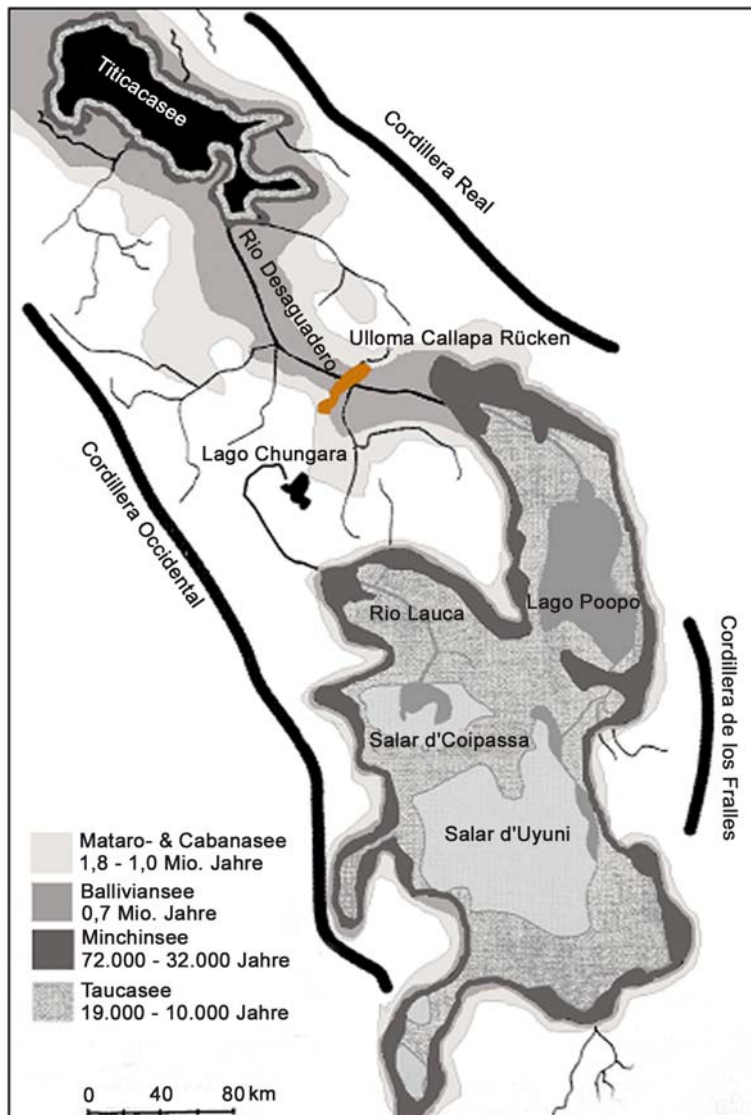 Titicacasee
Cordillera Real
Rio Desaguadero
Ulloma Callapa Rücken
Lago Chungara
Cordillera Occidental
Rio Lauca
Lago Poopo
Cordillera de los Fralles
Salar d'Coipassa
Salar d'Uyuni
Mataro- & Cabanasee
1,8 - 1,0 Mio. Jahre
Balliviansee
0,7 Mio. Jahre
Minchinsee
72.000 - 32.000 Jahre
Taucasee
19.000 - 10.000 Jahre
0 40 80 km